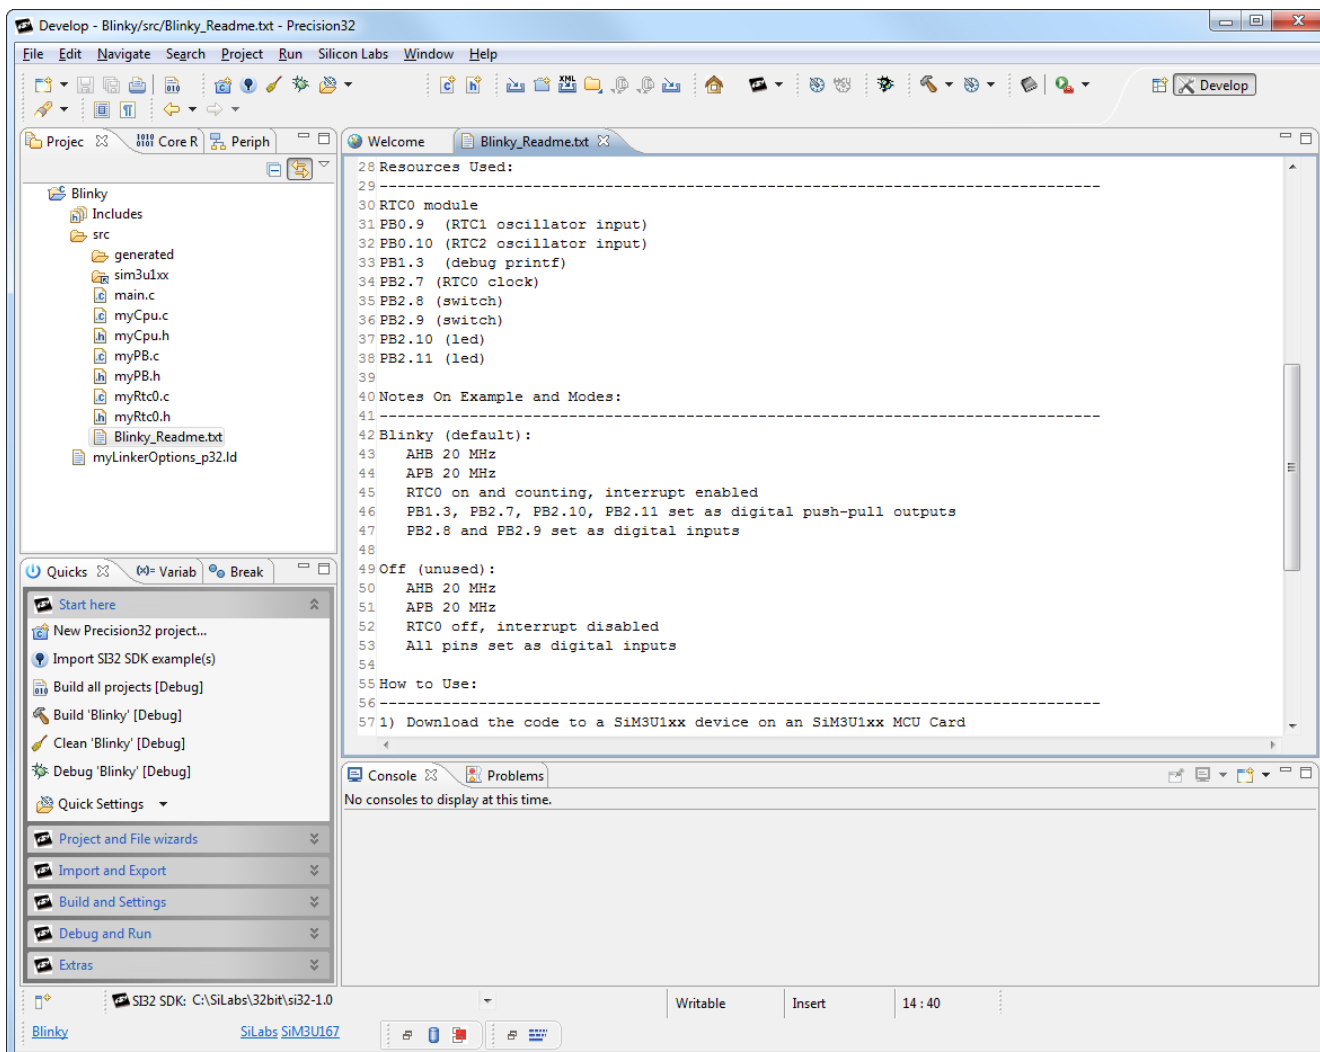 Develop - Blinky/src/Blinky_Readme.txt - Precision32
File Edit Navigate Search Project Run Silicon Labs Window Help
Develop
Projec Core R Periph
Blinky
Includes
src
generated
sim3u1xx
main.c
myCpu.c
myCpu.h
myPB.c
myPB.h
myRtc0.c
myRtc0.h
Blinky_Readme.txt
myLinkerOptions_p32.ld
Welcome Blinky_Readme.txt
28 Resources Used:
29 --------------------------------------------------------------------------------
30 RTC0 module
31 PB0.9  (RTC1 oscillator input)
32 PB0.10 (RTC2 oscillator input)
33 PB1.3  (debug printf)
34 PB2.7 (RTC0 clock)
35 PB2.8 (switch)
36 PB2.9 (switch)
37 PB2.10 (led)
38 PB2.11 (led)
39
40 Notes On Example and Modes:
41 --------------------------------------------------------------------------------
42 Blinky (default):
43    AHB 20 MHz
44    APB 20 MHz
45    RTC0 on and counting, interrupt enabled
46    PB1.3, PB2.7, PB2.10, PB2.11 set as digital push-pull outputs
47    PB2.8 and PB2.9 set as digital inputs
48
49 Off (unused):
50    AHB 20 MHz
51    APB 20 MHz
52    RTC0 off, interrupt disabled
53    All pins set as digital inputs
54
55 How to Use:
56 --------------------------------------------------------------------------------
57 1) Download the code to a SiM3U1xx device on an SiM3U1xx MCU Card
Quicks (x)= Variab Break
Start here
New Precision32 project...
Import SI32 SDK example(s)
Build all projects [Debug]
Build 'Blinky' [Debug]
Clean 'Blinky' [Debug]
Debug 'Blinky' [Debug]
Quick Settings
Project and File wizards
Import and Export
Build and Settings
Debug and Run
Extras
Console Problems
No consoles to display at this time.
SI32 SDK: C:\SiLabs\32bit\si32-1.0
Writable Insert 14 : 40
Blinky SiLabs SiM3U167